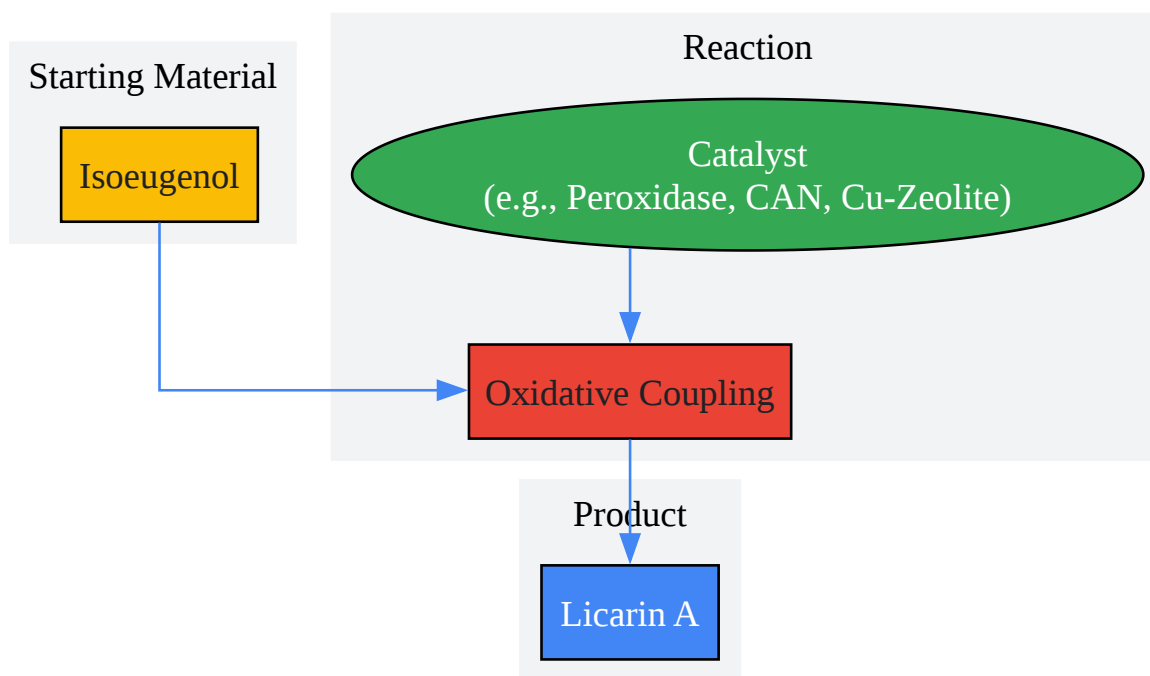 Starting Material
Isoeugenol
Reaction
Catalyst
(e.g., Peroxidase, CAN, Cu-Zeolite)
Oxidative Coupling
Product
Licarin A